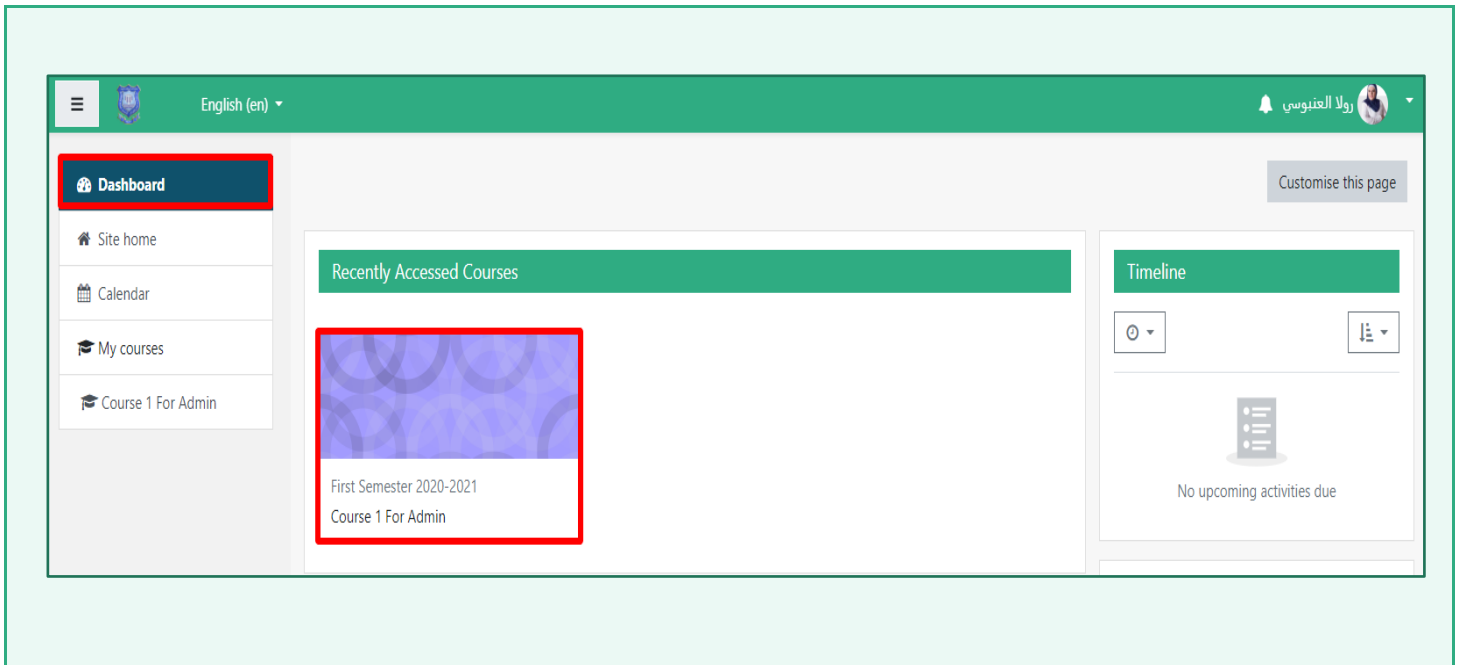 English (en)
رولا العنبوسي
Dashboard
Customise this page
Site home
Calendar
My courses
Course 1 For Admin
Recently Accessed Courses
First Semester 2020-2021
Course 1 For Admin
Timeline
No upcoming activities due